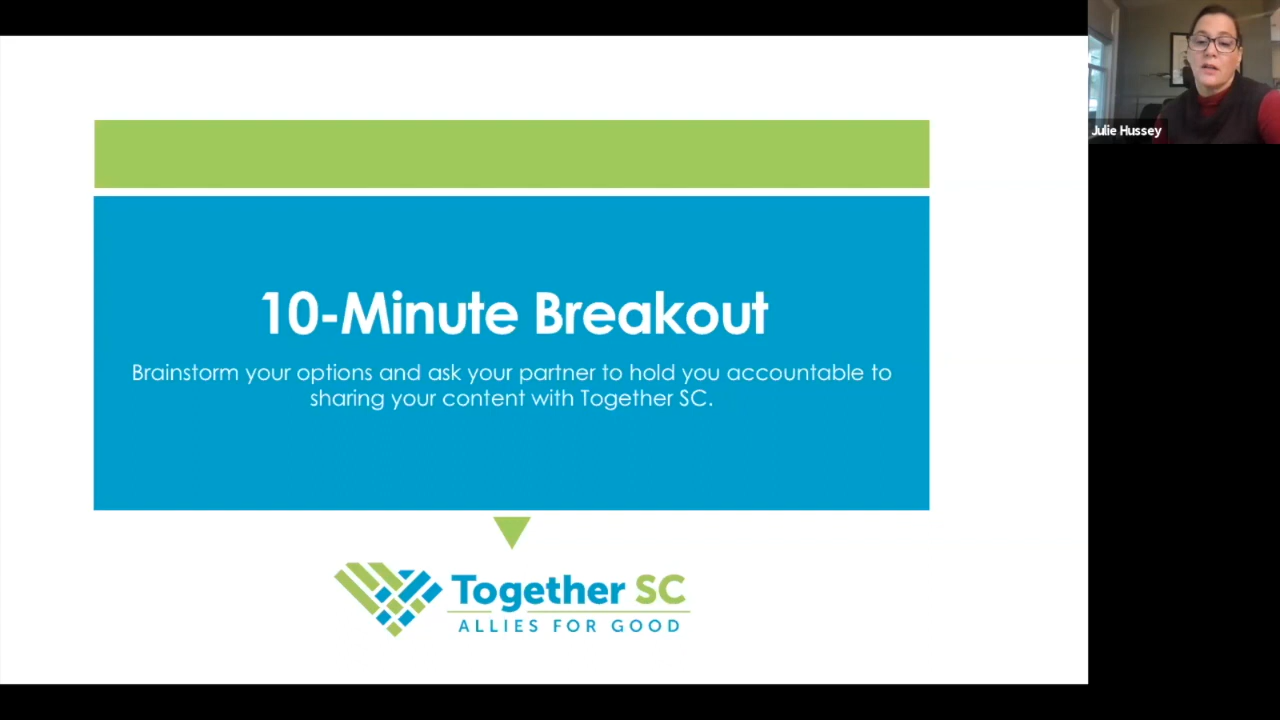 Julie Hussey
10-Minute Breakout
Brainstorm your options and ask your partner to hold you accountable to
sharing your content with Together SC.
Together SC
ALLIES FOR GOOD